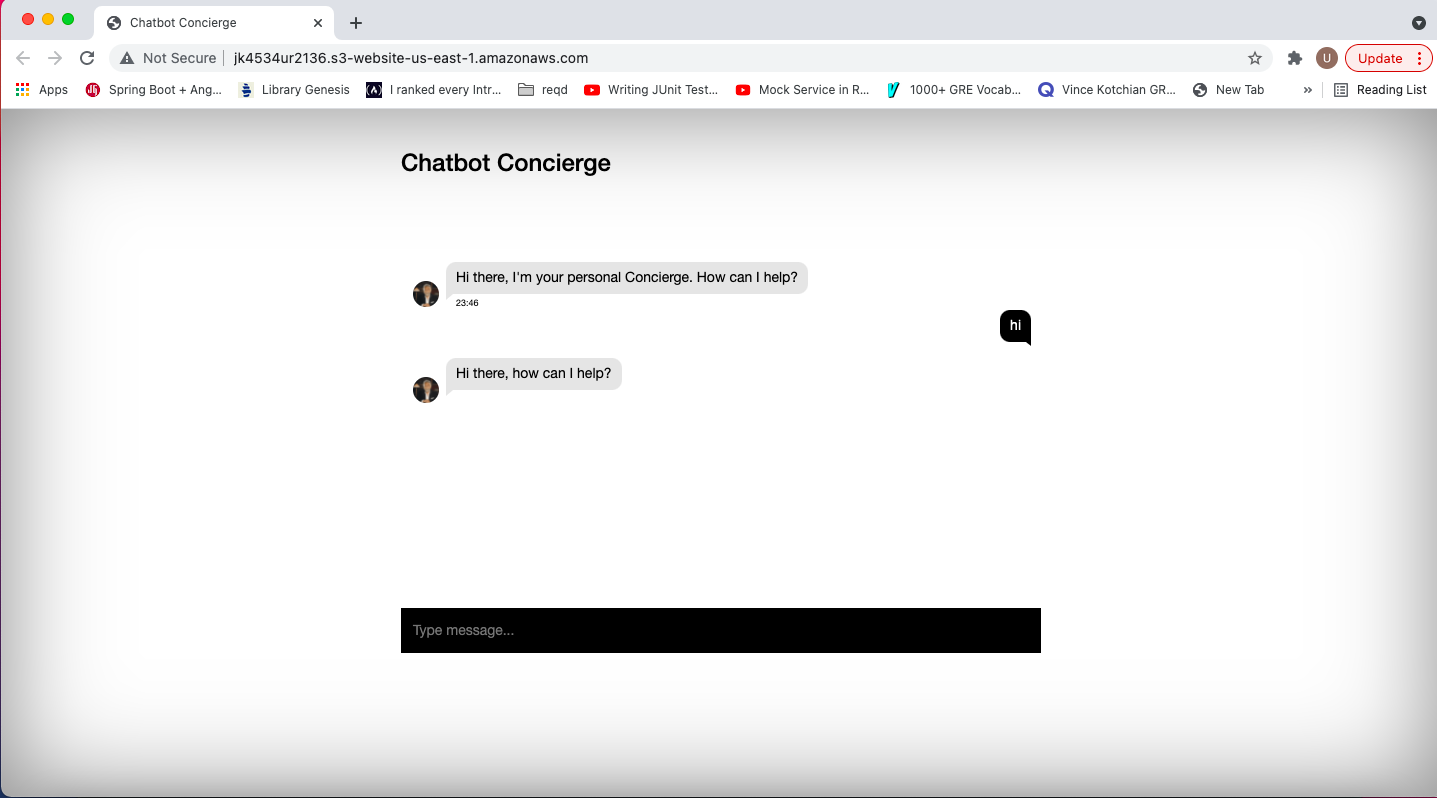 Chatbot Concierge
Not Secure jk4534ur2136.s3-website-us-east-1.amazonaws.com U Update
Apps Spring Boot + Ang... Library Genesis I ranked every Intr... reqd Writing JUnit Test... Mock Service in R... 1000+ GRE Vocab... Vince Kotchian GR... New Tab » Reading List
Chatbot Concierge
Hi there, I'm your personal Concierge. How can I help?
23:46
hi
Hi there, how can I help?
Type message...